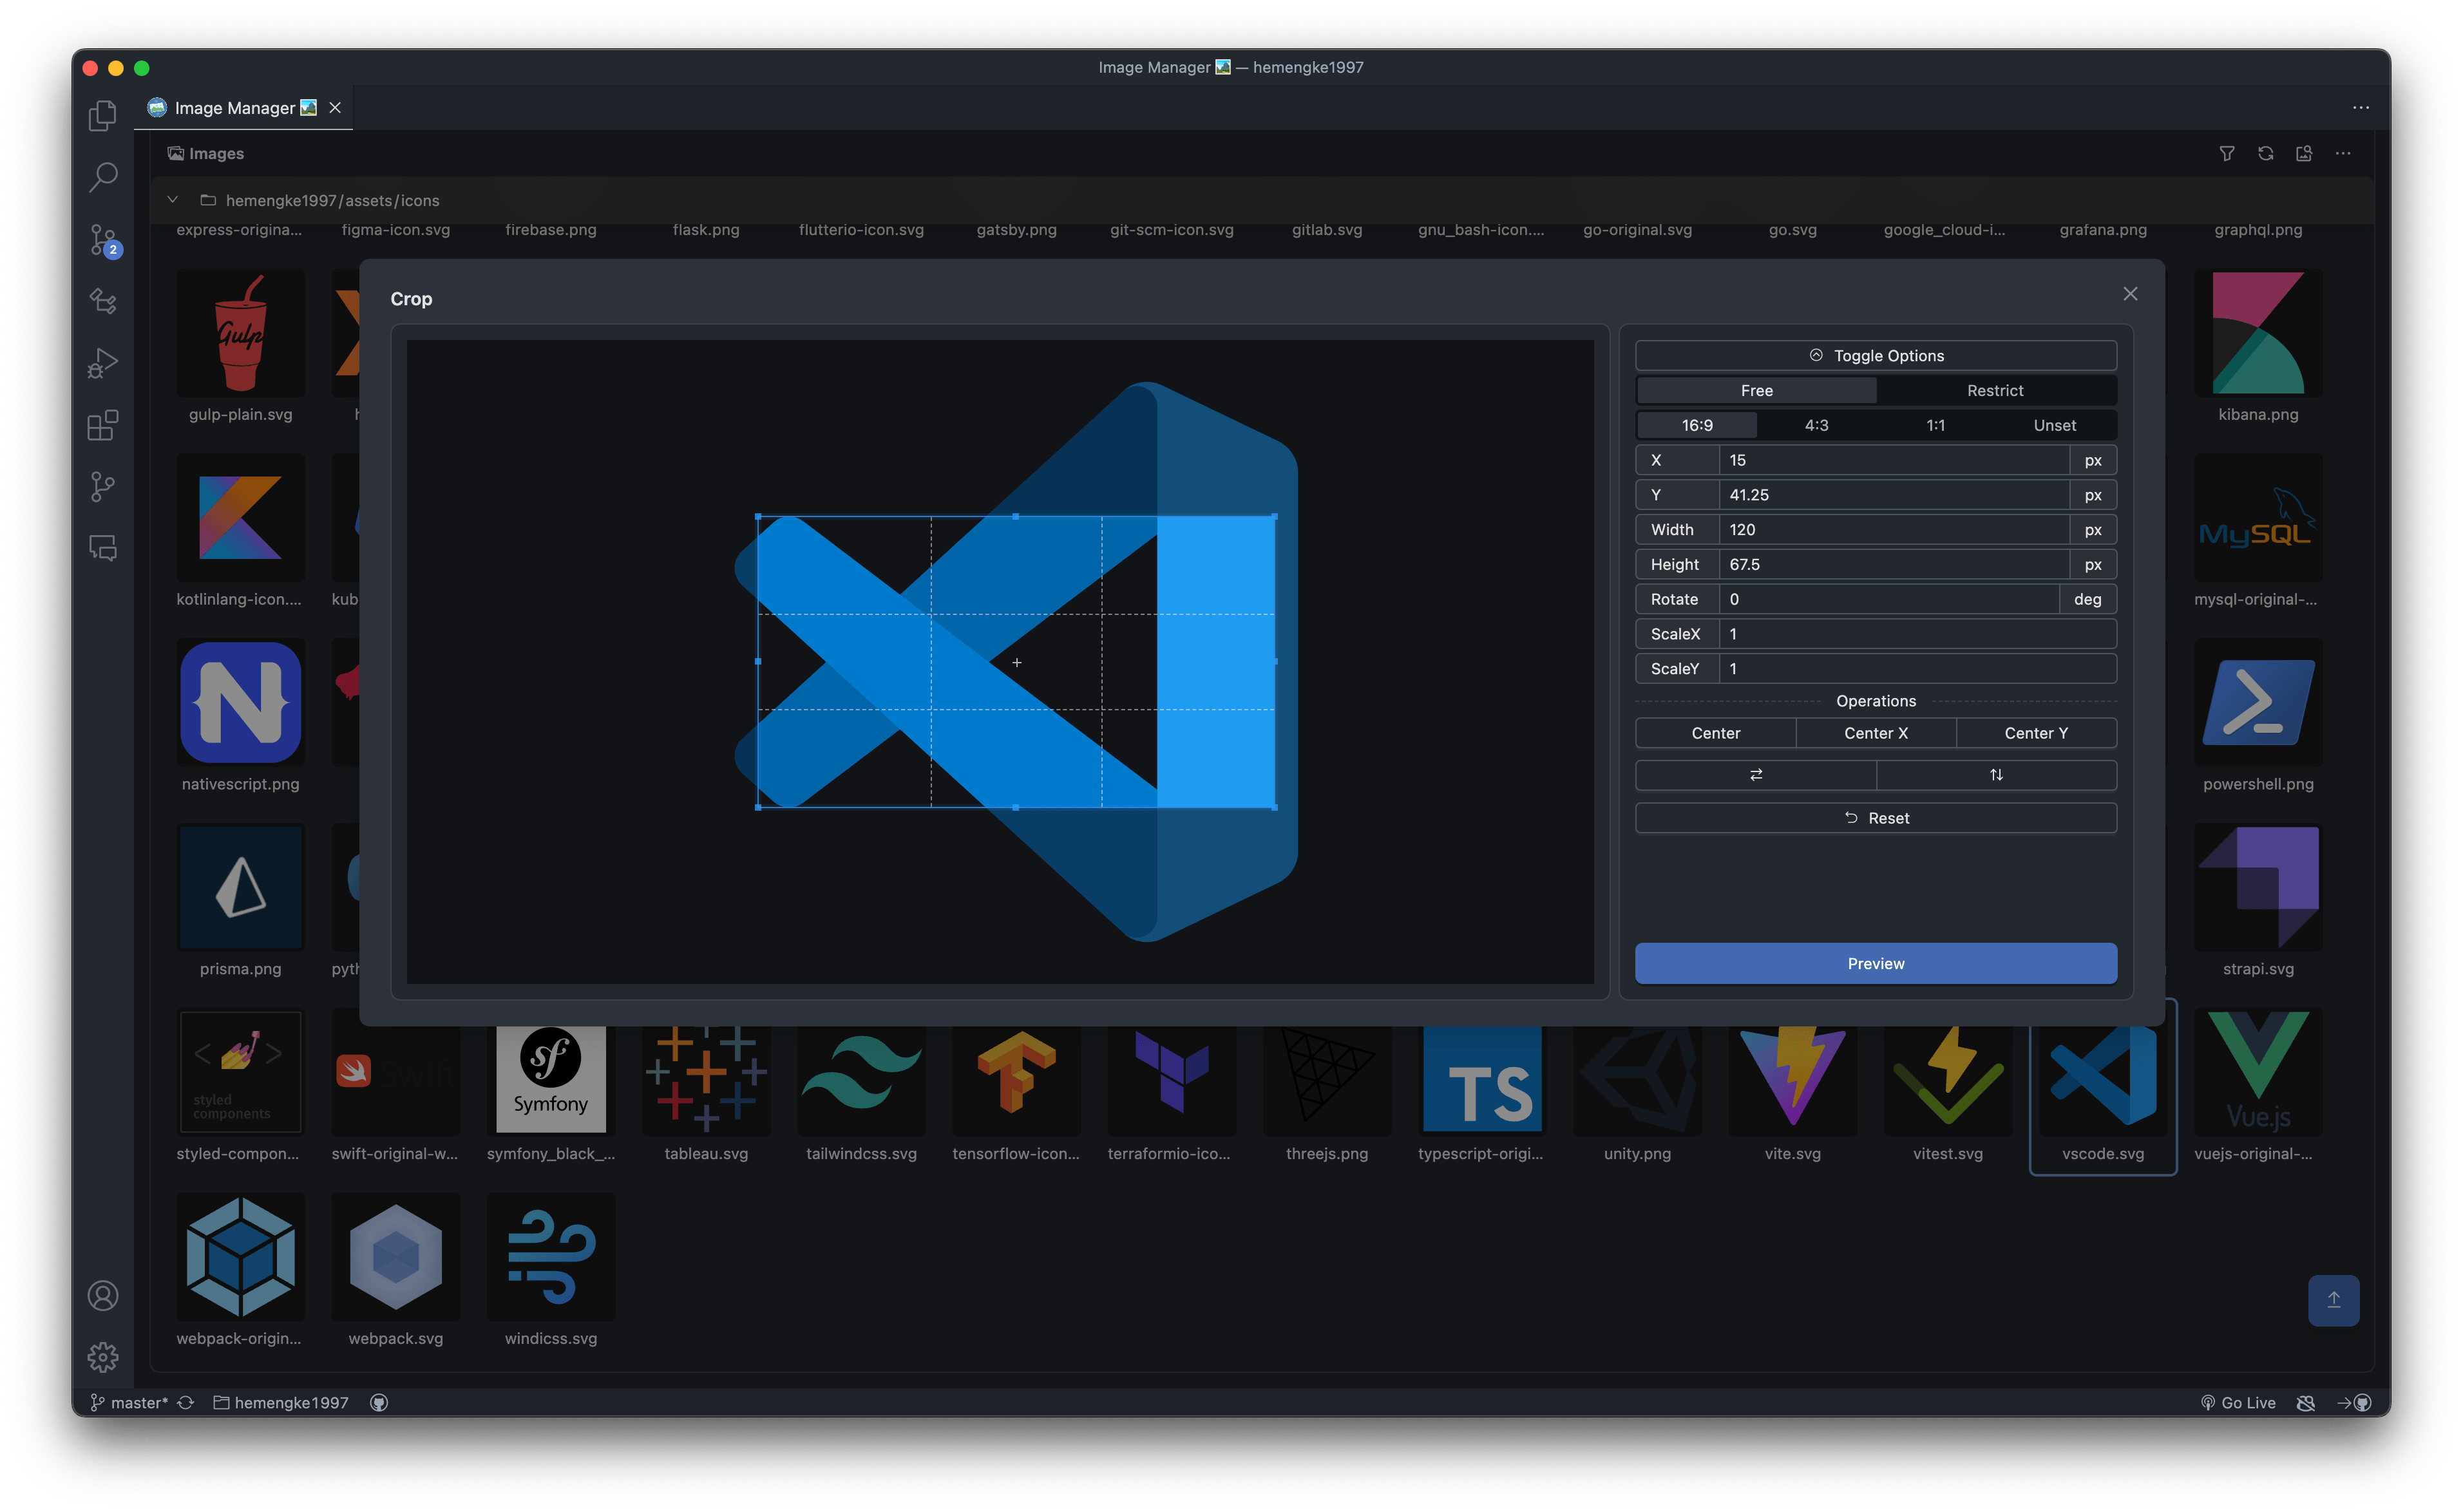 Image Manager 🏞️ — hemengke1997
Image Manager 🏞️
Images
hemengke1997/assets/icons
express-origina...
figma-icon.svg
firebase.png
flask.png
flutterio-icon.svg
gatsby.png
git-scm-icon.svg
gitlab.svg
gnu_bash-icon....
go-original.svg
go.svg
google_cloud-i...
grafana.png
graphql.png
2
Crop
Toggle Options
Free Restrict
16:9 4:3 1:1 Unset
X 15 px
Y 41.25 px
Width 120 px
Height 67.5 px
Rotate 0 deg
ScaleX 1
ScaleY 1
Operations
Center Center X Center Y
Reset
Preview
Gulp
gulp-plain.svg
kibana.png
kotlinlang-icon....
kub
MySQL
mysql-original-...
N
nativescript.png
powershell.png
prisma.png
pyth
strapi.svg
styled
components
Swift
sf
Symfony
TS
Vue.js
styled-compon...
swift-original-w...
symfony_black_...
tableau.svg
tailwindcss.svg
tensorflow-icon...
terraformio-ico...
threejs.png
typescript-origi...
unity.png
vite.svg
vitest.svg
vscode.svg
vuejs-original-...
webpack-origin...
webpack.svg
windicss.svg
master*
hemengke1997
Go Live